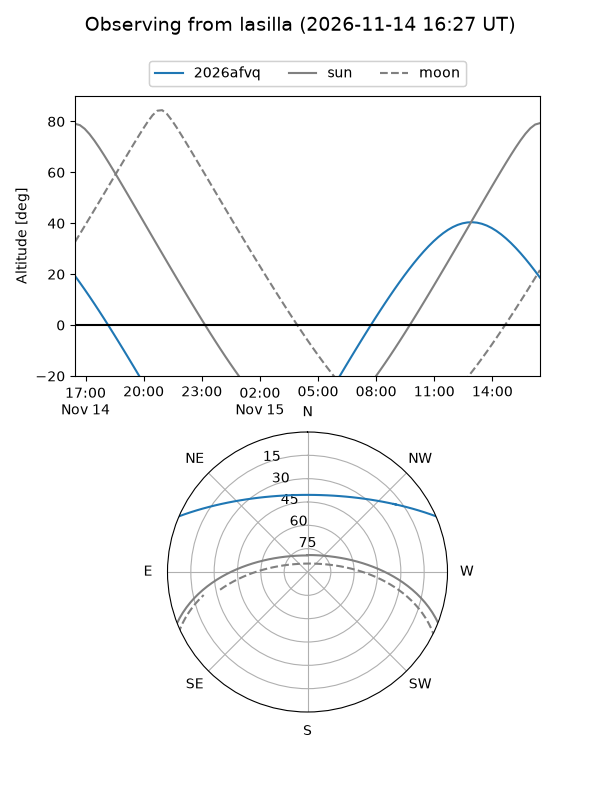 Observing from lasilla (2026-11-14 16:27 UT)
2026afvq sun moon
80
60
40
20
0
−20
Altitude [deg]
17:00 20:00 23:00 02:00 05:00 08:00 11:00 14:00
Nov 14 Nov 15
N
NE NW
15
30
45
60
75
E W
SE SW
S